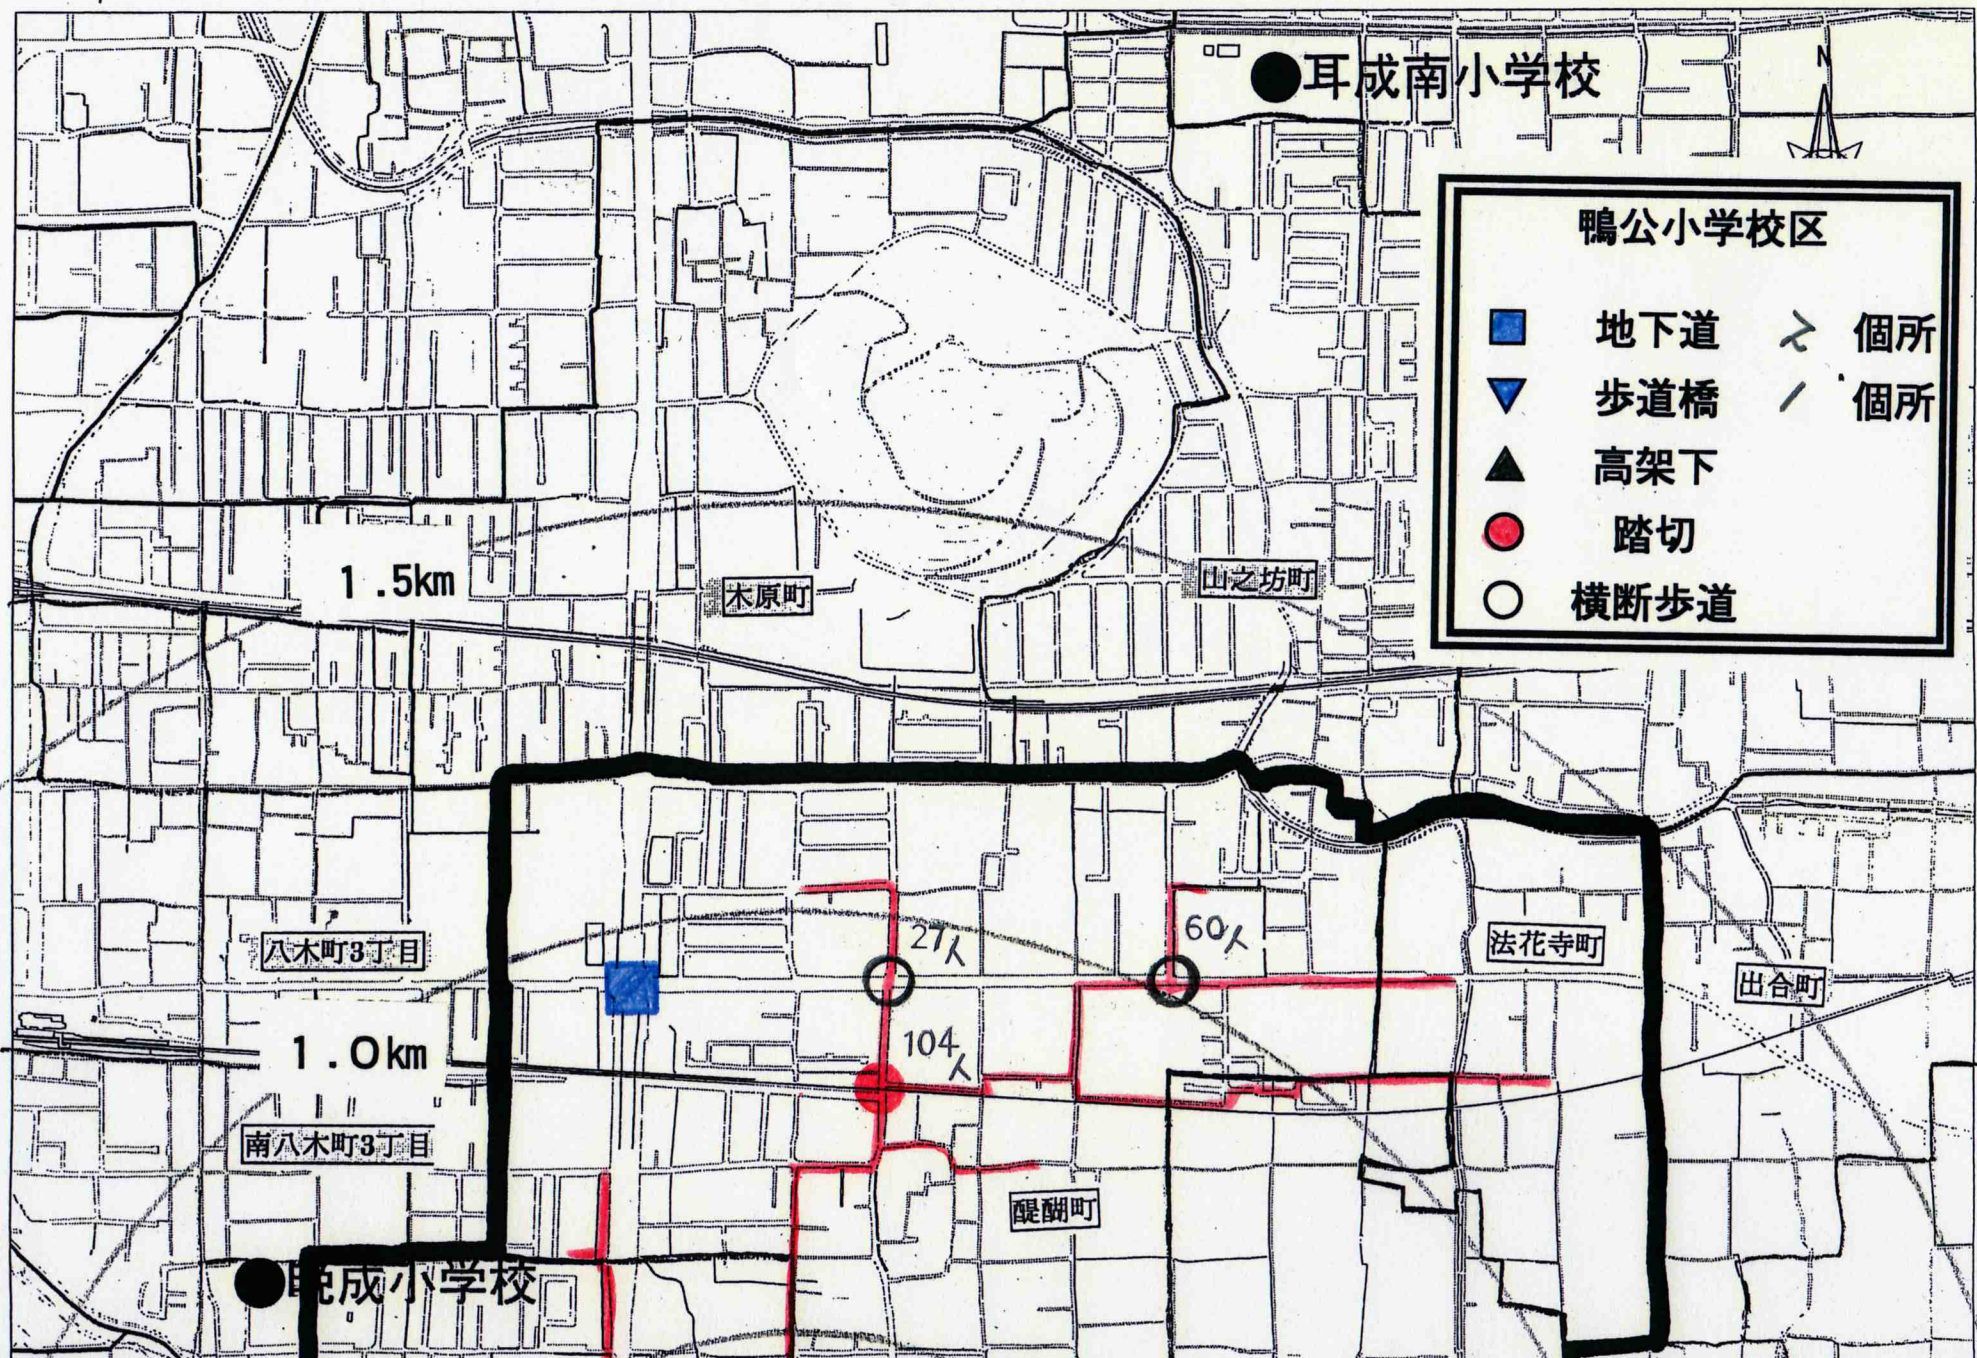 耳成南小学校
N
鴨公小学校区
地下道 2 個所
歩道橋 1 個所
高架下
踏切
横断歩道
1.5km
木原町
山之坊町
八木町3丁目
27人
60人
法花寺町
出合町
1.0km
104人
南八木町3丁目
醍醐町
晩成小学校